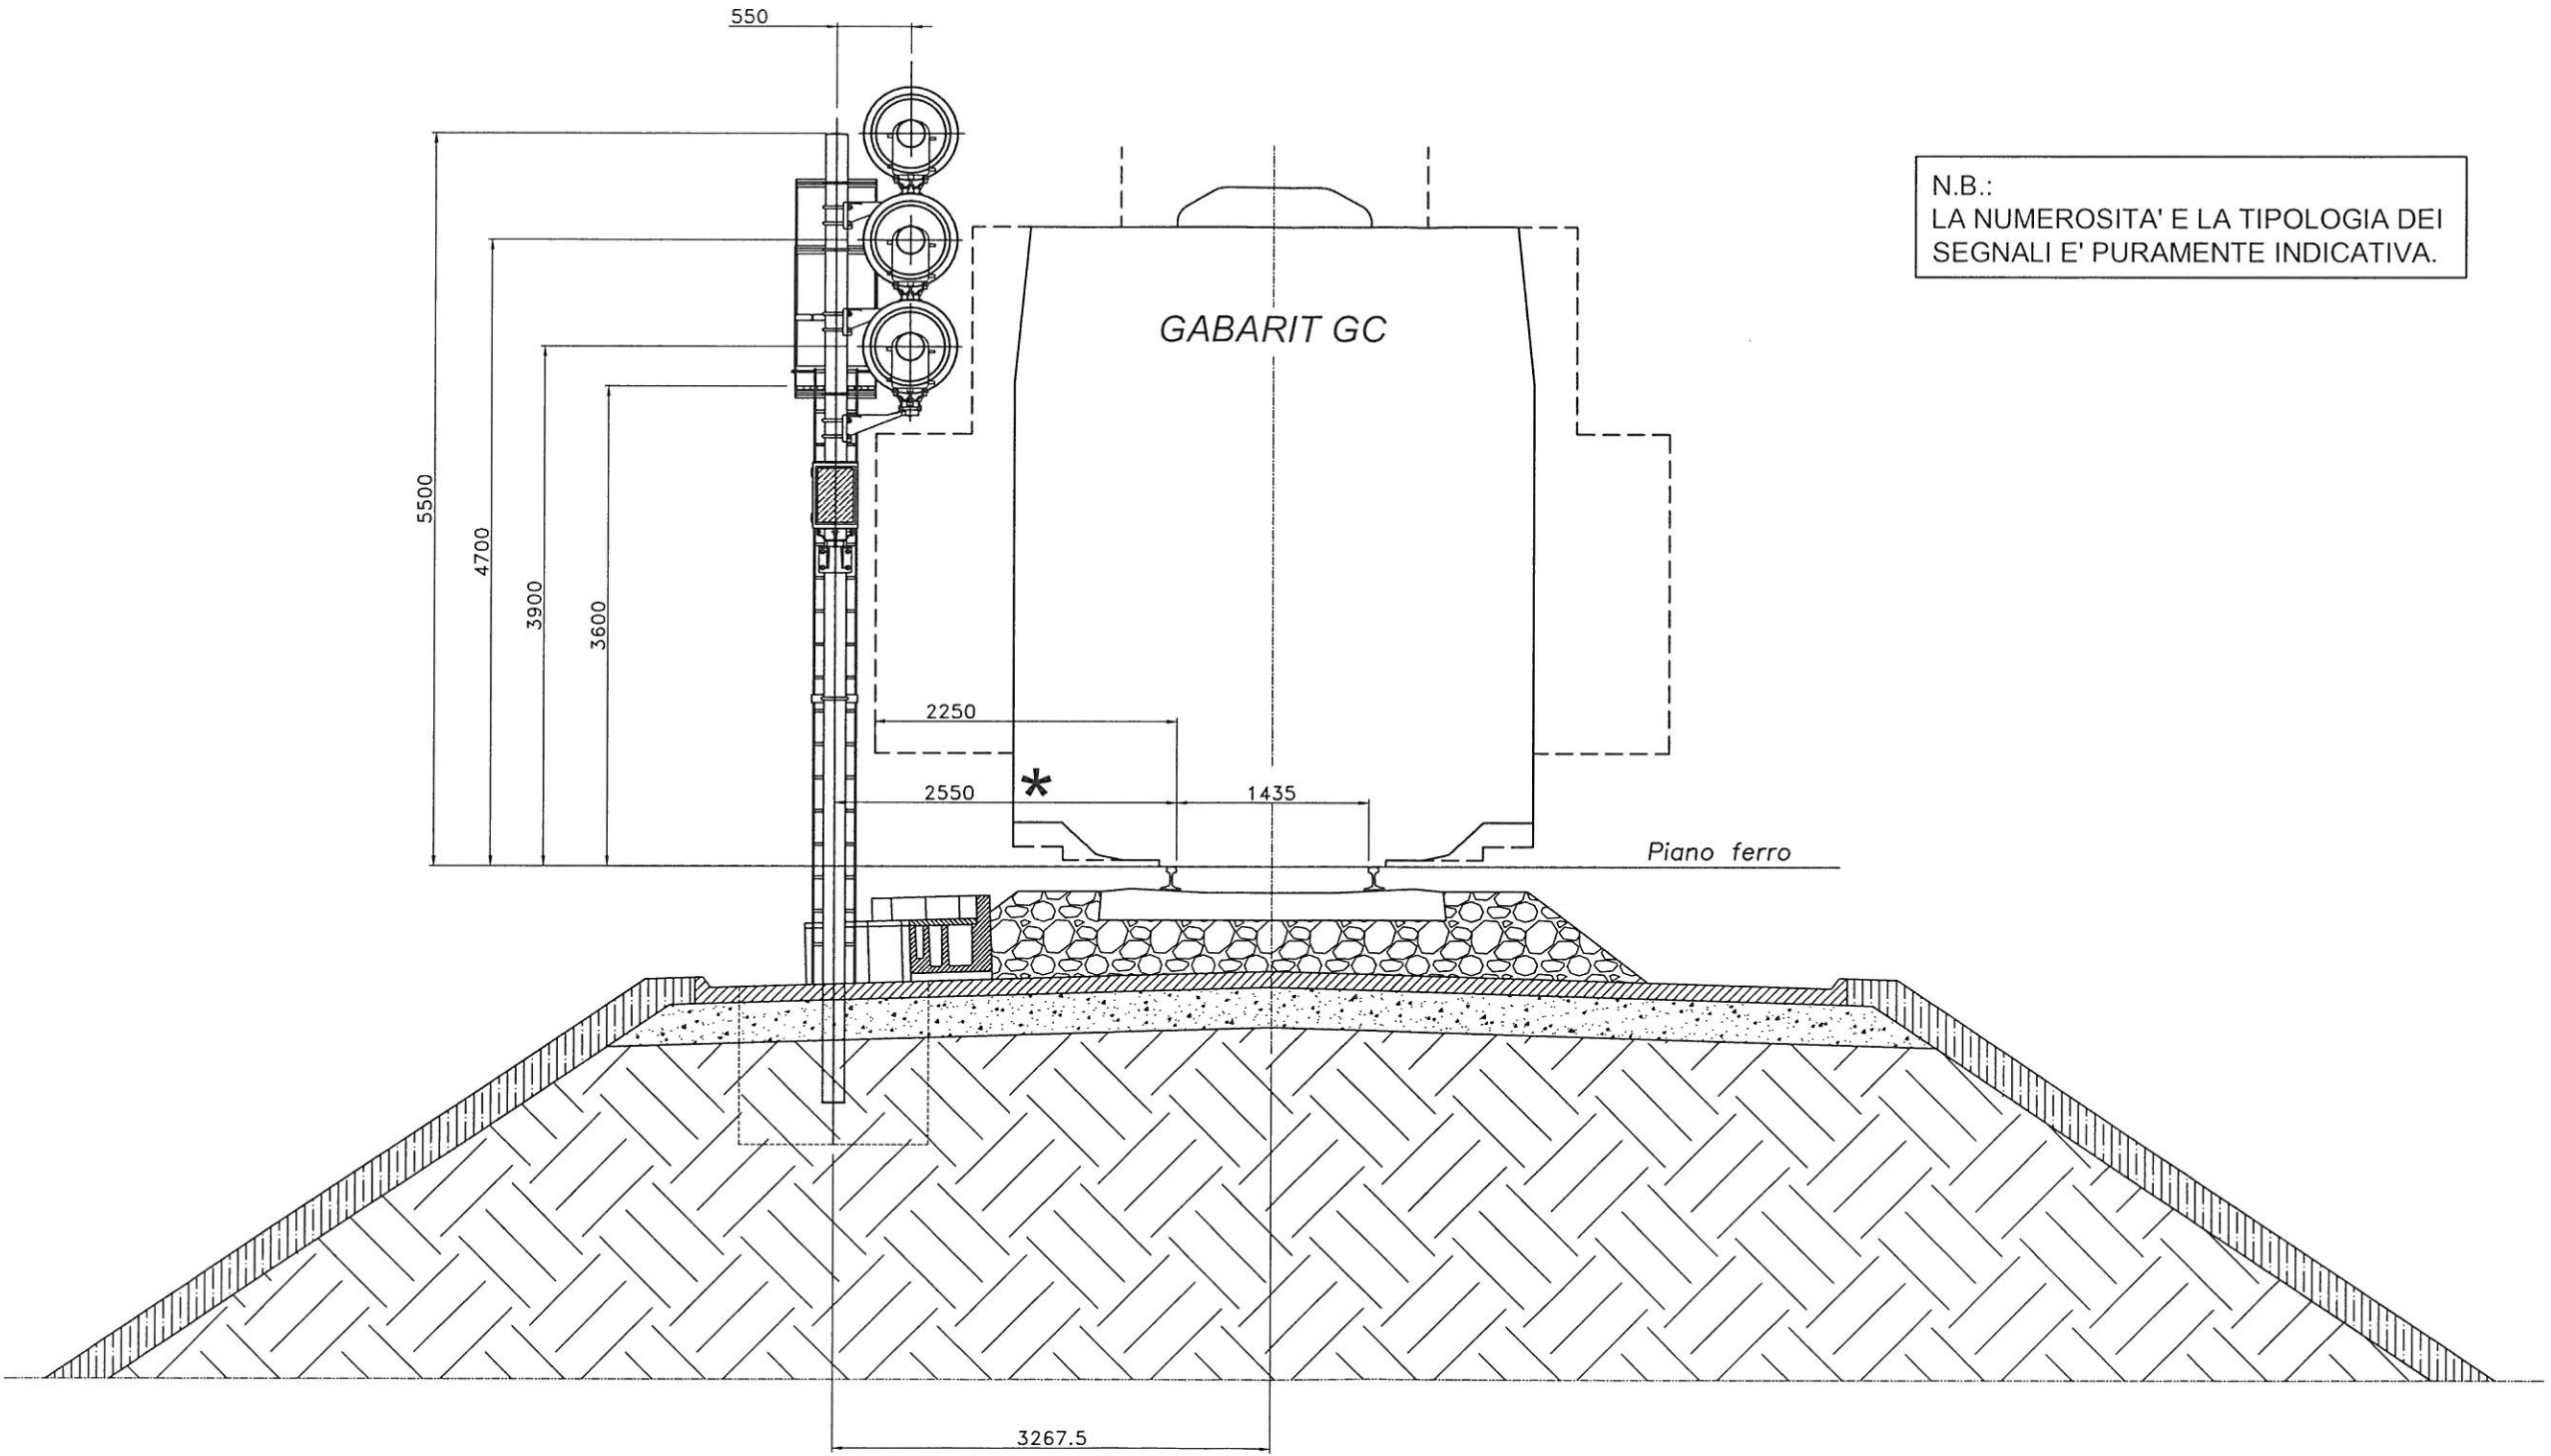 550
N.B.:
LA NUMEROSITA' E LA TIPOLOGIA DEI
SEGNALI E' PURAMENTE INDICATIVA.
GABARIT GC
5500
4700
3900
3600
2250
*
2550
1435
Piano ferro
3267.5